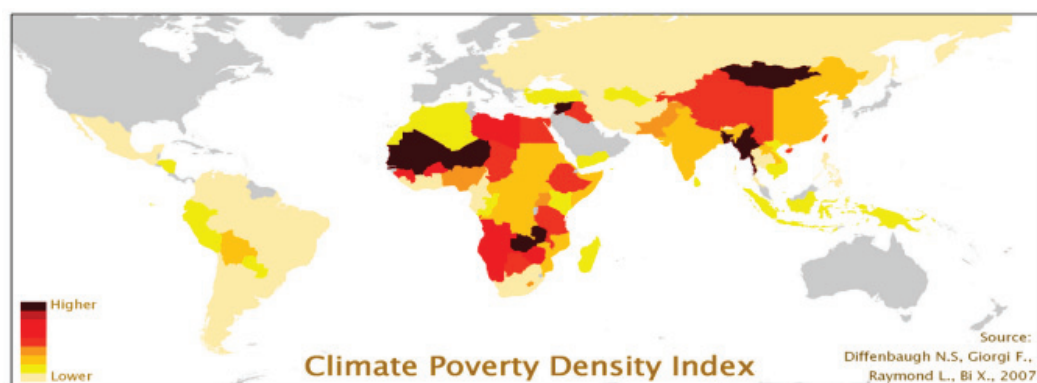 Higher
Lower
Climate Poverty Density Index
Source:
Diffenbaugh N.S, Giorgi F.,
Raymond L., Bi X., 2007